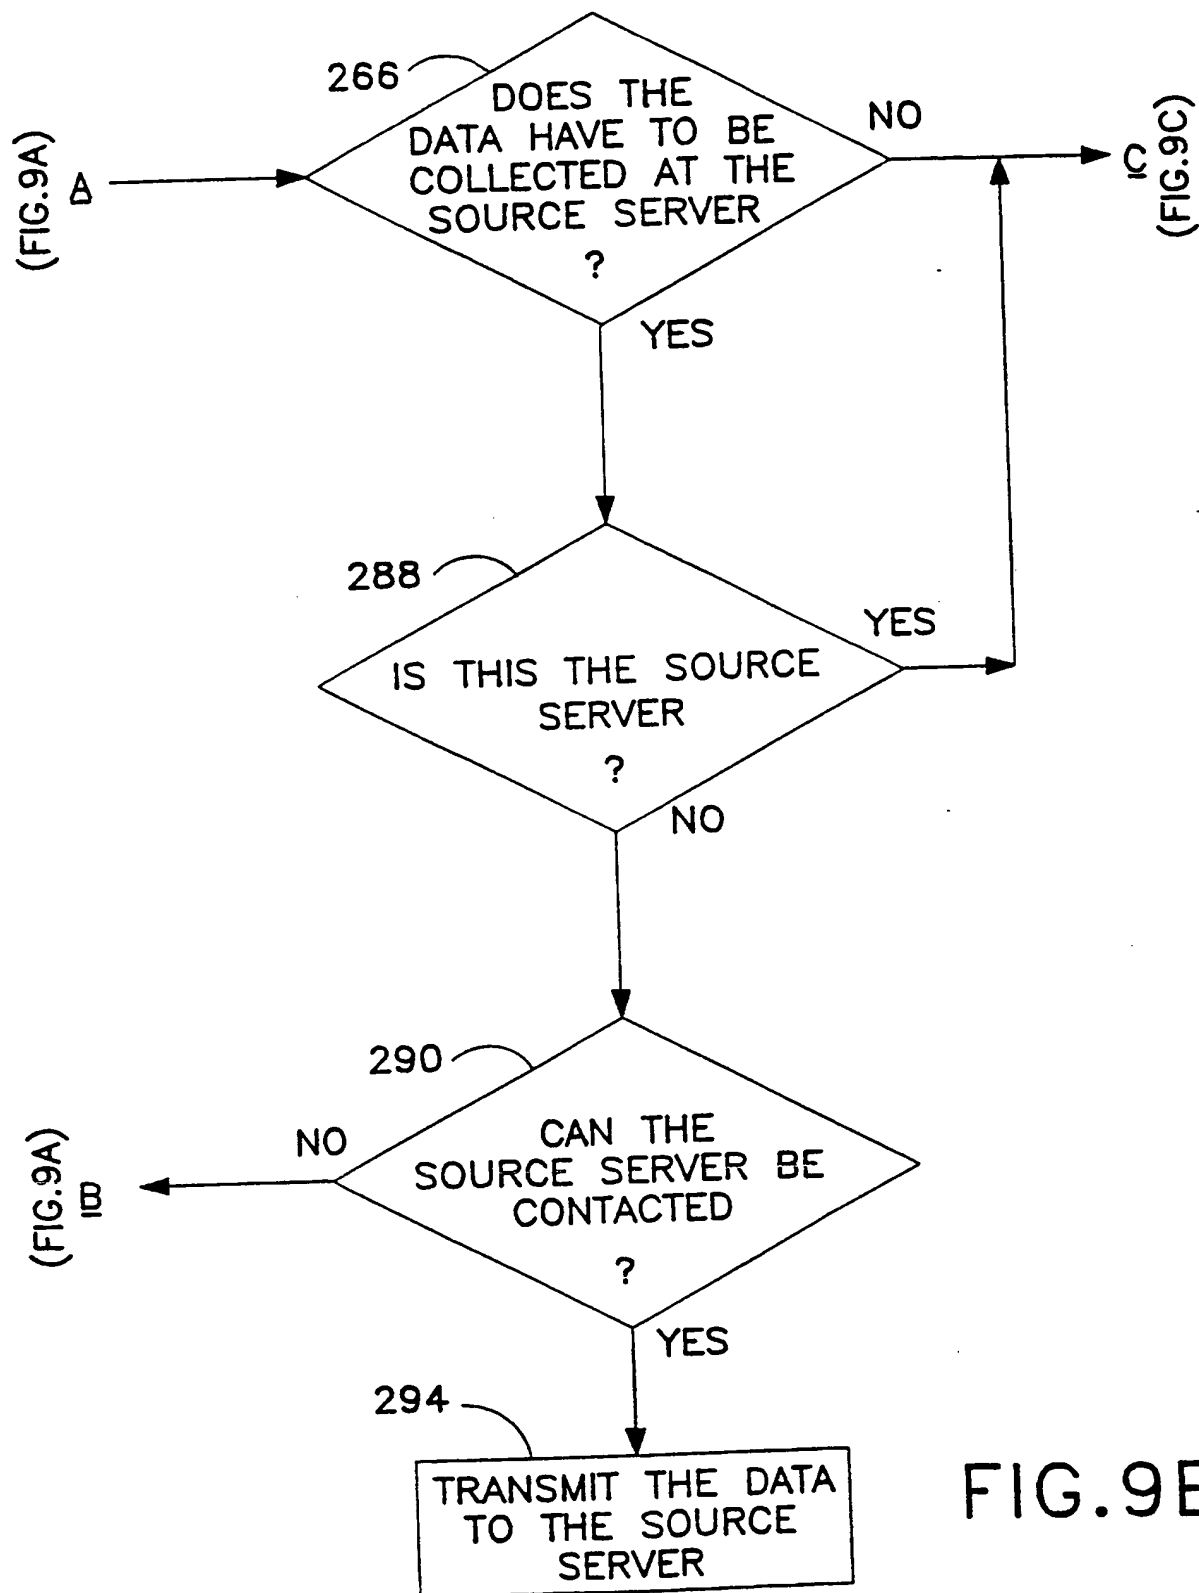 266
DOES THE
DATA HAVE TO BE
COLLECTED AT THE
SOURCE SERVER
?
NO
(FIG.9A) A
C (FIG.9C)
YES
288
IS THIS THE SOURCE
SERVER
?
YES
NO
290
CAN THE
SOURCE SERVER BE
CONTACTED
?
NO
(FIG.9A) B
YES
294
TRANSMIT THE DATA
TO THE SOURCE
SERVER
FIG.9B